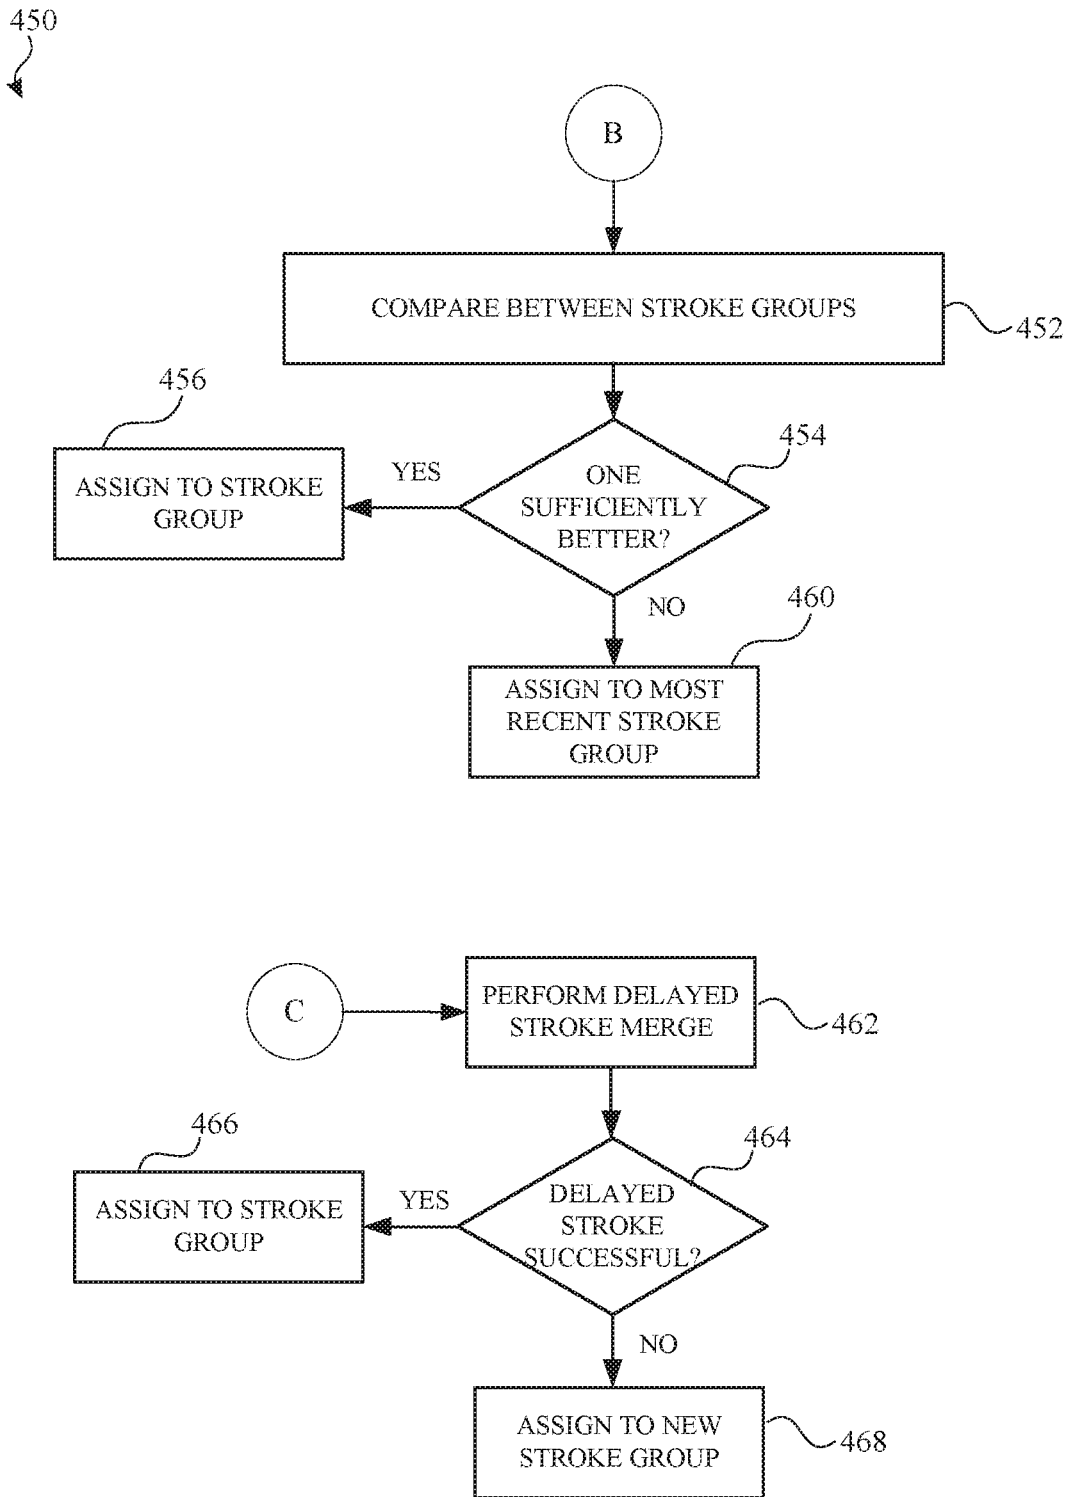 450
B
COMPARE BETWEEN STROKE GROUPS
452
456
454
ASSIGN TO STROKE
GROUP
YES
ONE
SUFFICIENTLY
BETTER?
NO
460
ASSIGN TO MOST
RECENT STROKE
GROUP
C
PERFORM DELAYED
STROKE MERGE
462
466
464
ASSIGN TO STROKE
GROUP
YES
DELAYED
STROKE
SUCCESSFUL?
NO
ASSIGN TO NEW
STROKE GROUP
468